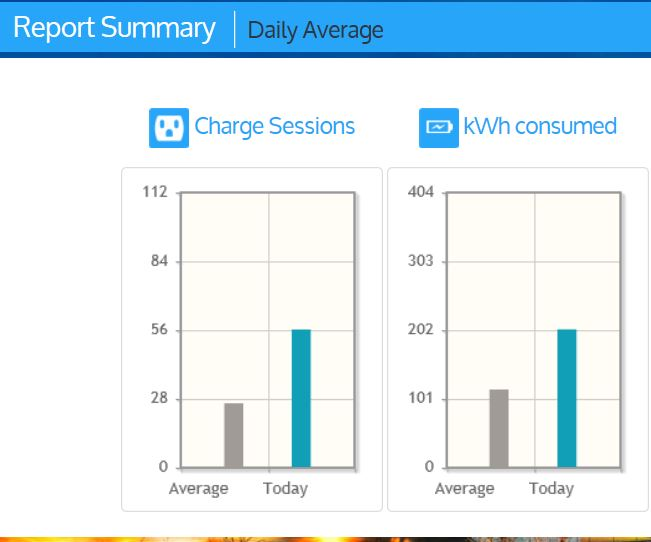 Report Summary Daily Average
Charge Sessions
112
84
56
28
0
Average Today
kWh consumed
404
303
202
101
0
Average Today